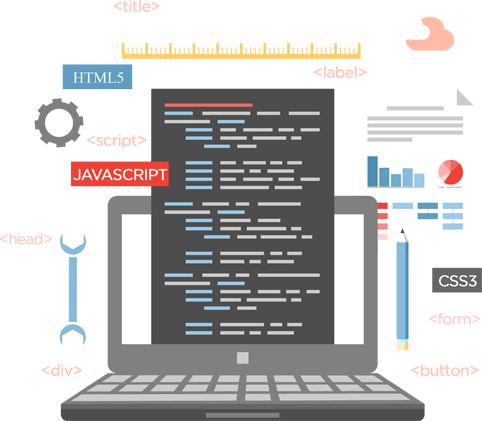 <title>
<label>
HTML5
<script>
JAVASCRIPT
<head>
CSS3
<form>
<div>
<button>